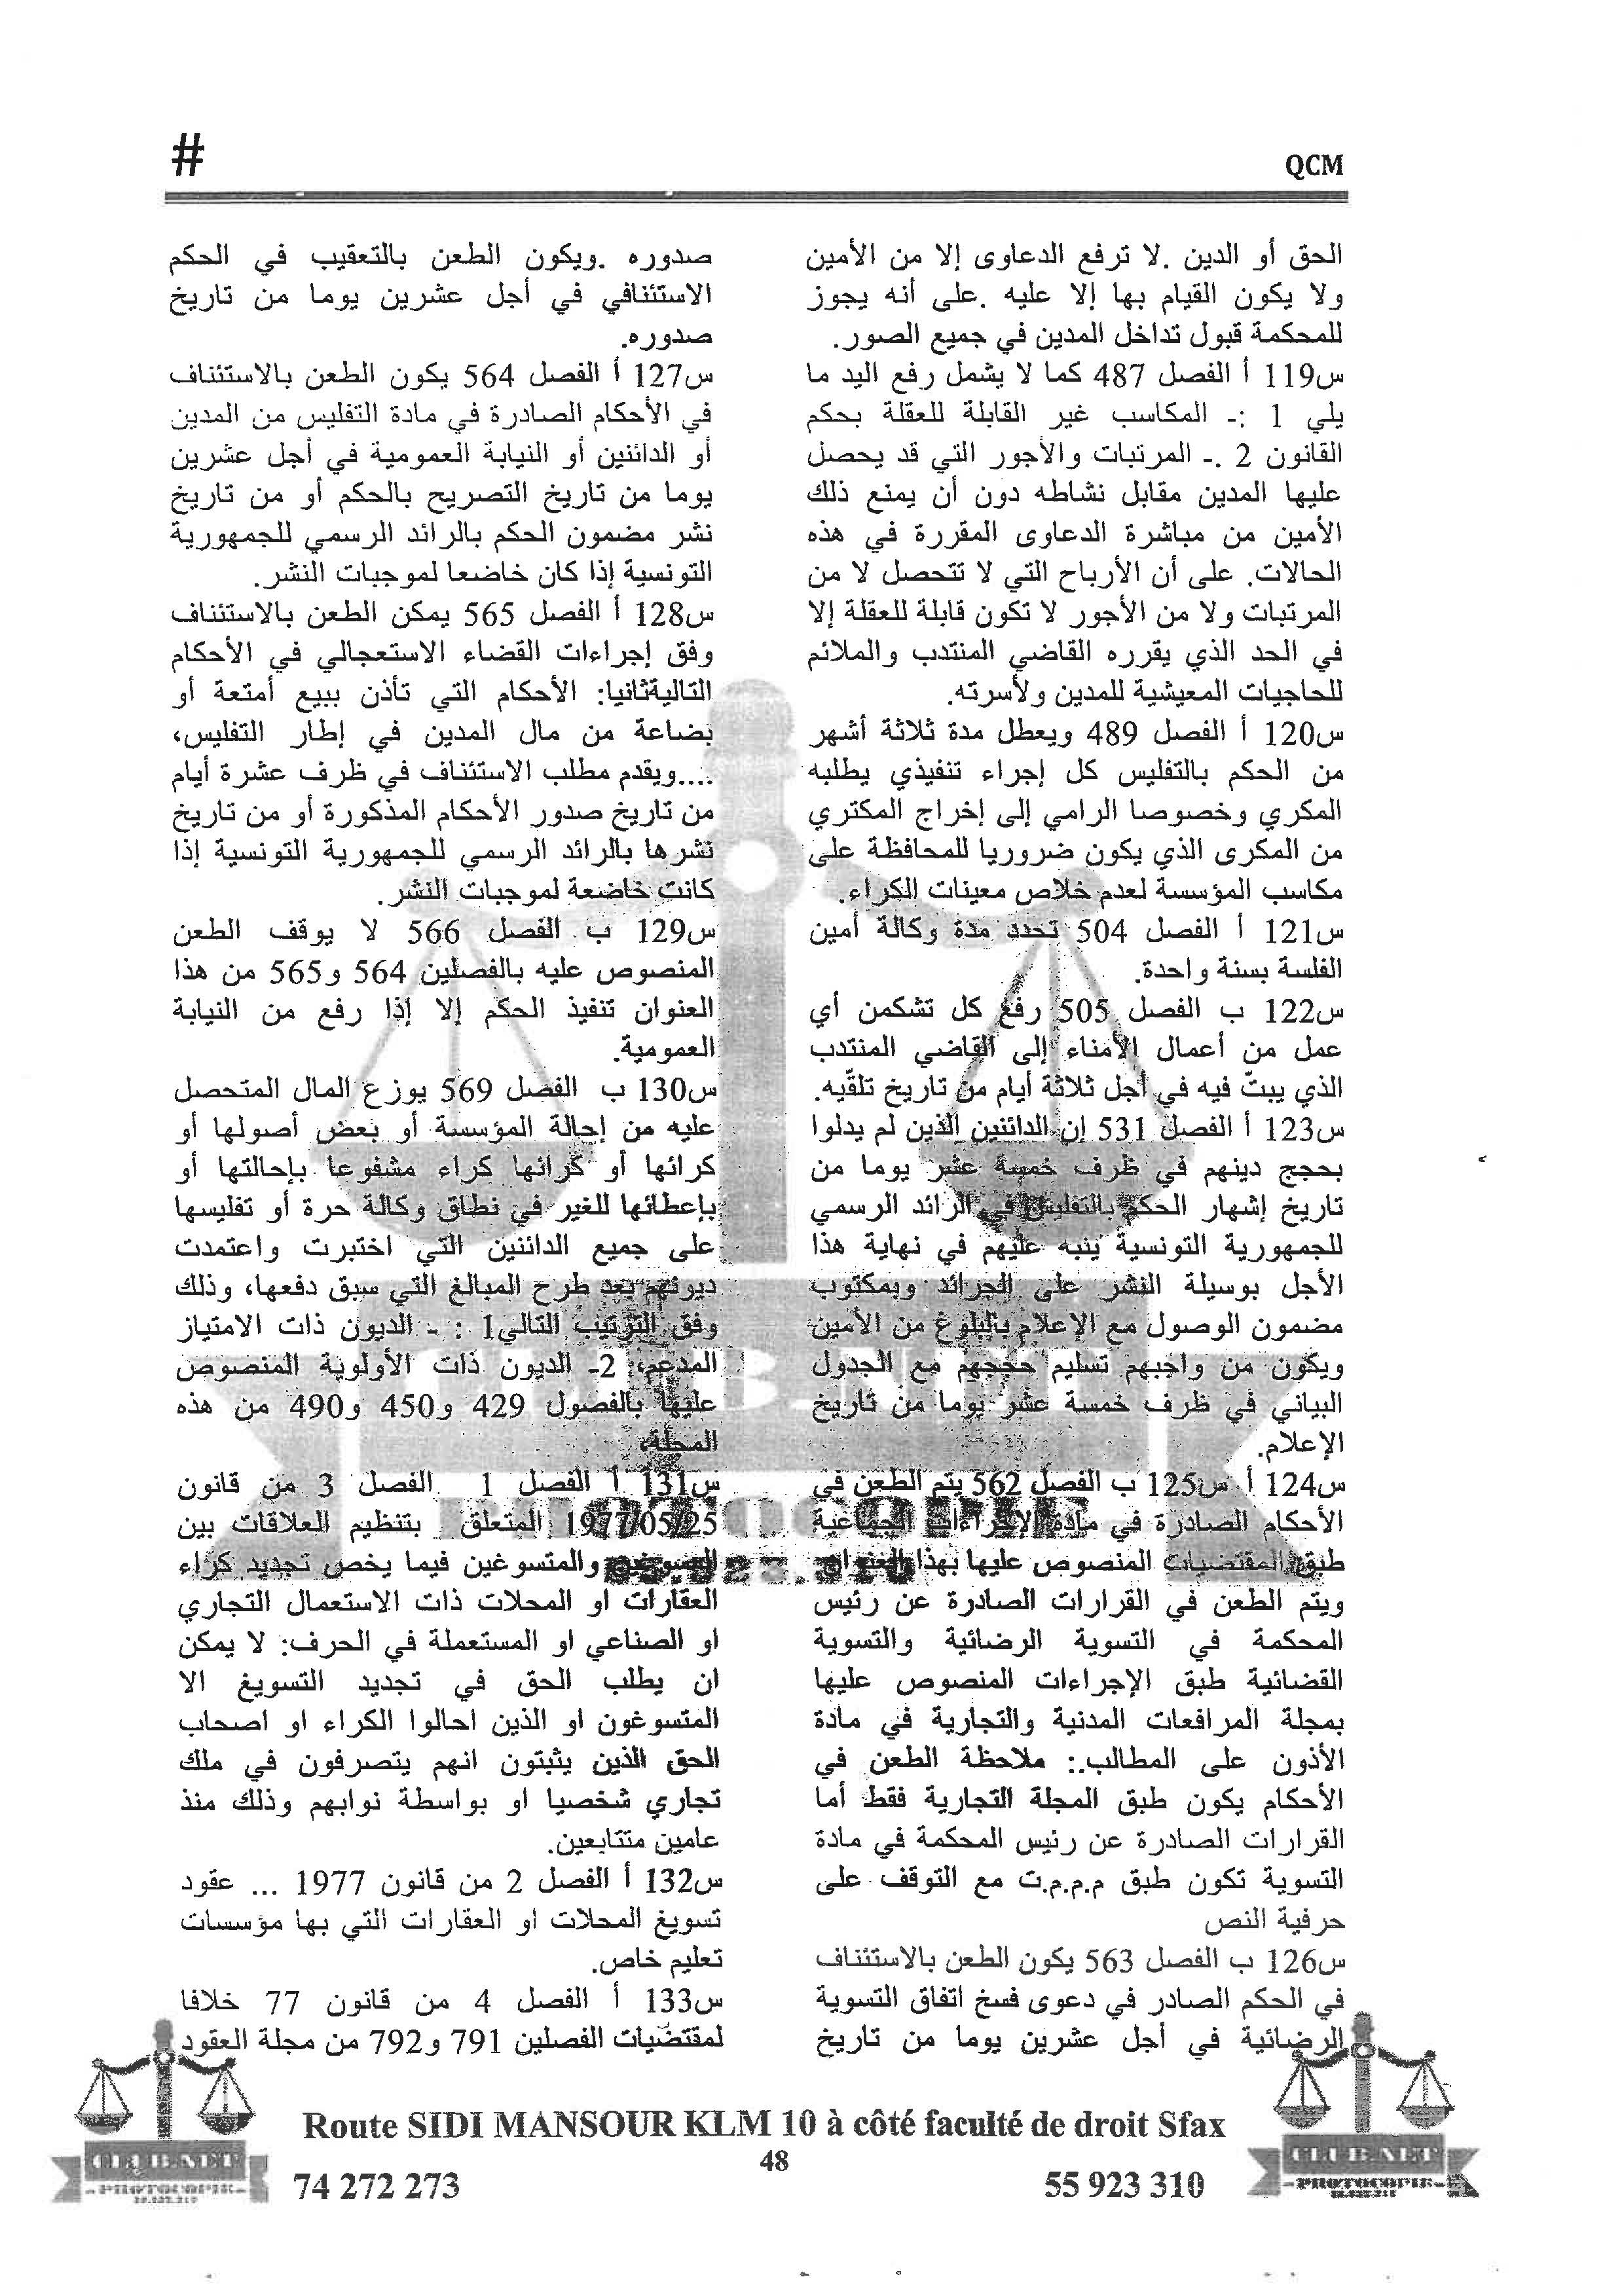 QCM
#
الحق أو الدين .لا ترفع الدعاوى إلا من الأمين
ولا يكون القيام بها إلا عليه .على أنه يجوز
للمحكمة قبول تداخل المدين في جميع الصور.
س119 أ الفصل 487 كما لا يشمل رفع اليد ما
يلي 1 :ـ المكاسب غير القابلة للعقلة بحكم
القانون 2 .ـ المرتبات والأجور التي قد يحصل
عليها المدين مقابل نشاطه دون أن يمنع ذلك
الأمين من مباشرة الدعاوى المقررة في هذه
الحالات. على أن الأرباح التي لا تتحصل لا من
المرتبات ولا من الأجور لا تكون قابلة للعقلة إلا
في الحد الذي يقرره القاضي المنتدب والملائم
للحاجيات المعيشية للمدين ولأسرته.
س120 أ الفصل 489 ويعطل مدة ثلاثة أشهر
من الحكم بالتفليس كل إجراء تنفيذي يطلبه
المكري وخصوصا الرامي إلى إخراج المكتري
من المكرى الذي يكون ضروريا للمحافظة على
مكاسب المؤسسة لعدم خلاص معينات الكراء.
س121 أ الفصل 504 تحدد مدة وكالة أمين
الفلسة بسنة واحدة.
س122 ب الفصل 505 رفع كل تشكمن أي
عمل من أعمال الأمناء إلى القاضي المنتدب
الذي يبتّ فيه في أجل ثلاثة أيام من تاريخ تلقّيه.
س123 أ الفصل 531 إن الدائنين الذين لم يدلوا
بحجج دينهم في ظرف خمسة عشر يوما من
تاريخ إشهار الحكم بالتفليس في الرائد الرسمي
للجمهورية التونسية ينبه عليهم في نهاية هذا
الأجل بوسيلة النشر على الجرائد وبمكتوب
مضمون الوصول مع الإعلام بالبلوغ من الأمين
ويكون من واجبهم تسليم حججهم مع الجدول
البياني في ظرف خمسة عشر يوما من تاريخ
الإعلام.
س124 أ س125 ب الفصل 562 يتم الطعن في
الأحكام الصادرة في مادة الإجراءات الجماعية
طبق المقتضيات المنصوص عليها بهذا العنوان
ويتم الطعن في القرارات الصادرة عن رئيس
المحكمة في التسوية الرضائية والتسوية
القضائية طبق الإجراءات المنصوص عليها
بمجلة المرافعات المدنية والتجارية في مادة
الأذون على المطالب.: ملاحظة الطعن في
الأحكام يكون طبق المجلة التجارية فقط أما
القرارات الصادرة عن رئيس المحكمة في مادة
التسوية تكون طبق م.م.م.ت مع التوقف على
حرفية النص
س126 ب الفصل 563 يكون الطعن بالاستئناف
في الحكم الصادر في دعوى فسخ اتفاق التسوية
الرضائية في أجل عشرين يوما من تاريخ
صدوره .ويكون الطعن بالتعقيب في الحكم
الاستئنافي في أجل عشرين يوما من تاريخ
صدوره.
س127 أ الفصل 564 يكون الطعن بالاستئناف
في الأحكام الصادرة في مادة التفليس من المدين
أو الدائنين أو النيابة العمومية في أجل عشرين
يوما من تاريخ التصريح بالحكم أو من تاريخ
نشر مضمون الحكم بالرائد الرسمي للجمهورية
التونسية إذا كان خاضعا لموجبات النشر.
س128 أ الفصل 565 يمكن الطعن بالاستئناف
وفق إجراءات القضاء الاستعجالي في الأحكام
التاليةثانيا: الأحكام التي تأذن ببيع أمتعة أو
بضاعة من مال المدين في إطار التفليس،
....ويقدم مطلب الاستئناف في ظرف عشرة أيام
من تاريخ صدور الأحكام المذكورة أو من تاريخ
نشرها بالرائد الرسمي للجمهورية التونسية إذا
كانت خاضعة لموجبات النشر.
س129 ب الفصل 566 لا يوقف الطعن
المنصوص عليه بالفصلين 564 و565 من هذا
العنوان تنفيذ الحكم إلا إذا رفع من النيابة
العمومية.
س130 ب الفصل 569 يوزع المال المتحصل
عليه من إحالة المؤسسة أو بعض أصولها أو
كرائها أو كرائها كراء مشفوعا بإحالتها أو
بإعطائها للغير في نطاق وكالة حرة أو تفليسها
على جميع الدائنين التي اختبرت واعتمدت
ديونهم بعد طرح المبالغ التي سبق دفعها، وذلك
وفق الترتيب التالي1 : ـ الديون ذات الامتياز
المدعم، 2ـ الديون ذات الأولوية المنصوص
عليها بالفصول 429 و450 و490 من هذه
المجلة،
س131 أ الفصل 1 الفصل 3 من قانون
1977/05/25 المتعلق بتنظيم العلاقات بين
المسوغين والمتسوغين فيما يخص تجديد كراء
العقارات او المحلات ذات الاستعمال التجاري
او الصناعي او المستعملة في الحرف: لا يمكن
ان يطلب الحق في تجديد التسويغ الا
المتسوغون او الذين احالوا الكراء او اصحاب
الحق الذين يثبتون انهم يتصرفون في ملك
تجاري شخصيا او بواسطة نوابهم وذلك منذ
عامين متتابعين.
س132 أ الفصل 2 من قانون 1977 ... عقود
تسويغ المحلات او العقارات التي بها مؤسسات
تعليم خاص.
س133 أ الفصل 4 من قانون 77 خلافا
لمقتضيات الفصلين 791 و792 من مجلة العقود
Route SIDI MANSOUR KLM 10 à côté faculté de droit Sfax
48
74 272 273
55 923 310
CLUB.NET
PHOTOCOPIE
CLUB.NET
PHOTOCOPIE